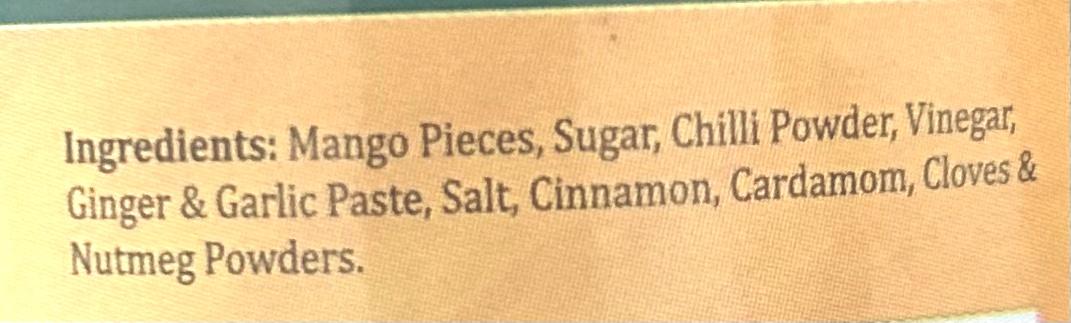 Ingredients: Mango Pieces, Sugar, Chilli Powder, Vinegar,
Ginger & Garlic Paste, Salt, Cinnamon, Cardamom, Cloves &
Nutmeg Powders.